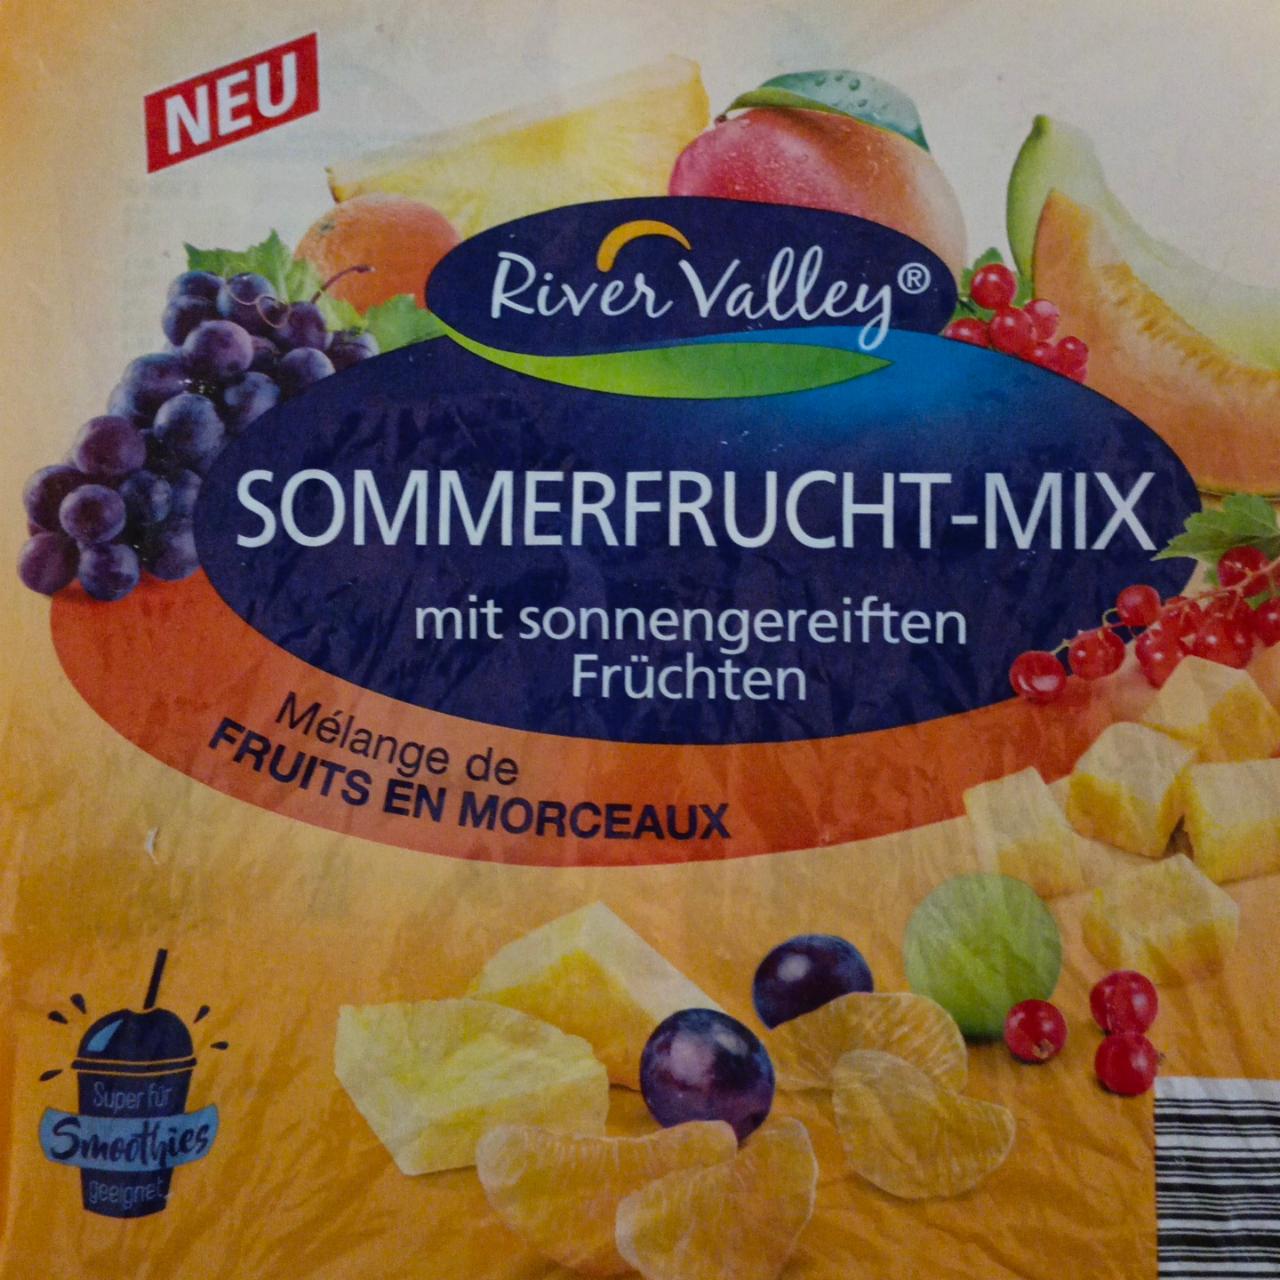 NEU
River Valley®
SOMMERFRUCHT-MIX
mit sonnengereiften
Früchten
Mélange de
FRUITS EN MORCEAUX
Super für
Smoothies
geeignet